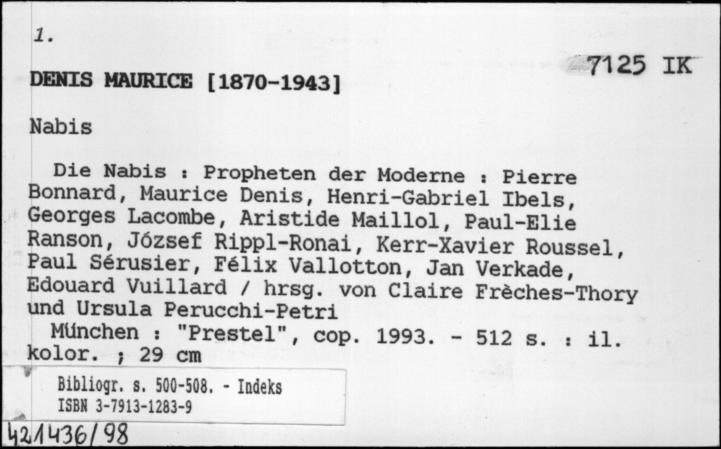 1.
7125 IK
DENIS MAURICE [1870-1943]
Nabis
Die Nabis : Propheten der Moderne : Pierre
Bonnard, Maurice Denis, Henri-Gabriel Ibels,
Georges Lacombe, Aristide Maillol, Paul-Elie
Ranson, József Rippl-Ronai, Kerr-Xavier Roussel,
Paul Sérusier, Félix Vallotton, Jan Verkade,
Edouard Vuillard / hrsg. von Claire Frèches-Thory
und Ursula Perucchi-Petri
München : "Prestel", cop. 1993. - 512 s. : il.
kolor. ; 29 cm
Bibliogr. s. 500-508. - Indeks
ISBN 3-7913-1283-9
421436/98